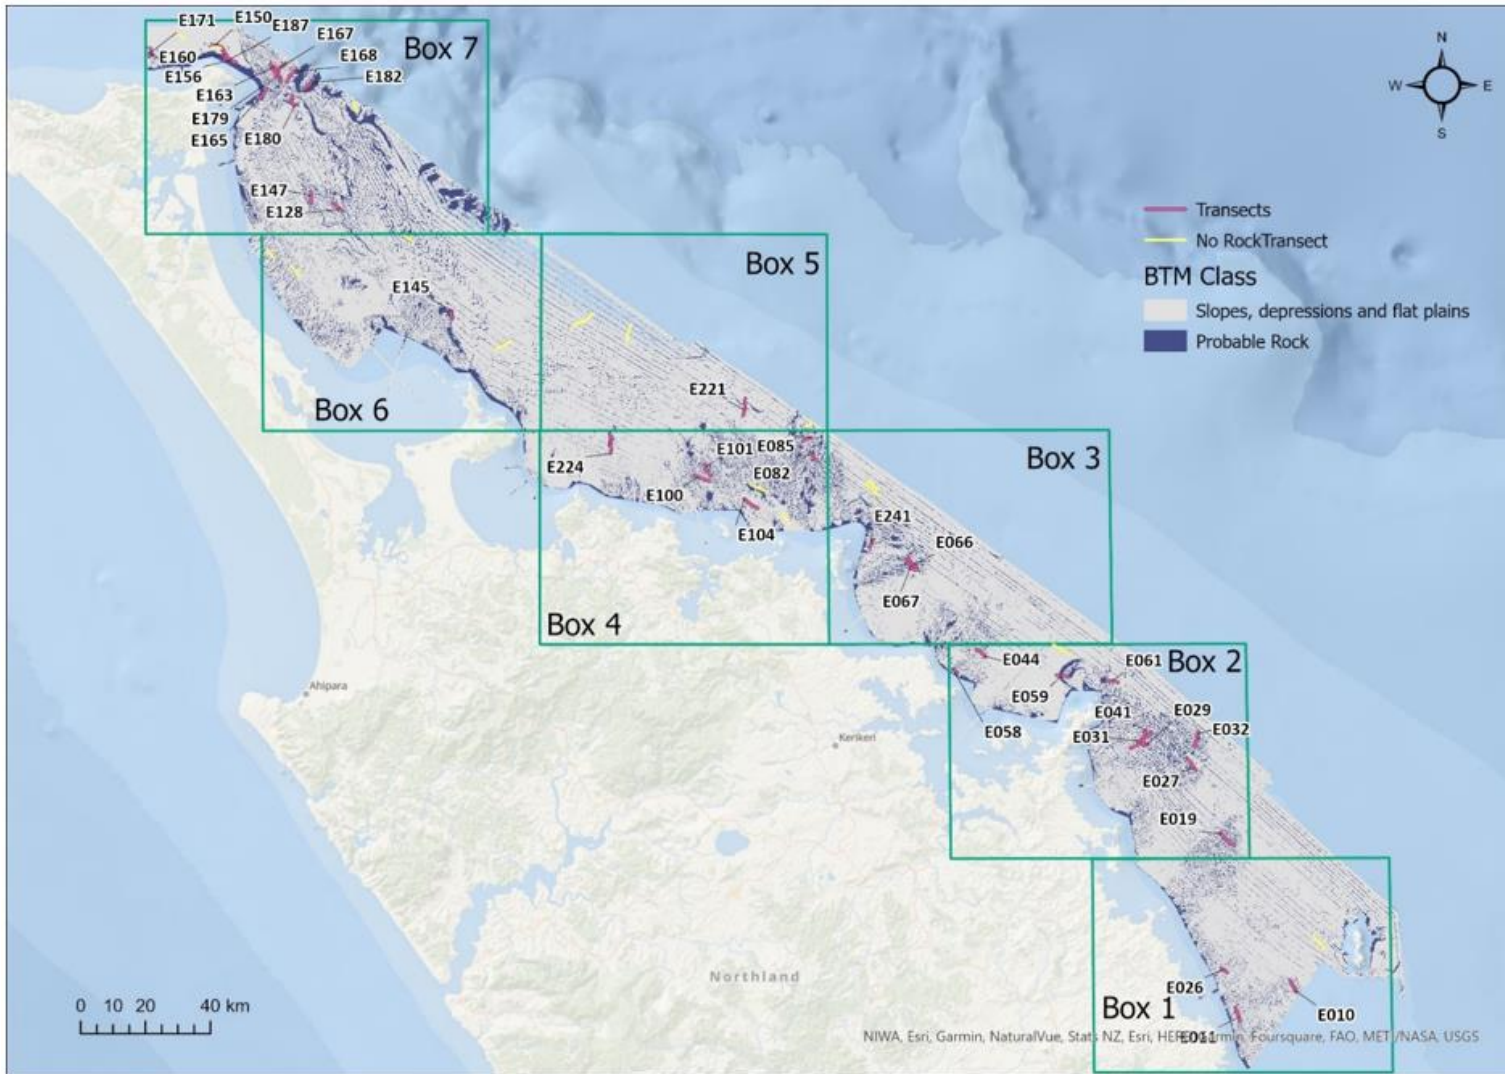 E171
E150
E187
E167
E168
E182
E160
E156
E163
E179
E165
E180
Box 7
N
W
E
S
E147
E128
Transects
No RockTransect
BTM Class
Slopes, depressions and flat plains
Probable Rock
Box 5
E145
E221
Box 6
E101
E085
E082
E224
E100
E104
Box 3
E241
E066
E067
Box 4
E044
E061
Box 2
E059
E058
E041
E029
E031
E032
E027
E019
Ahipara
Kerikeri
Northland
E026
E010
E011
Box 1
0 10 20 40 km
NIWA, Esri, Garmin, NaturalVue, Stats NZ, Esri, Garmin, Foursquare, FAO, METI/NASA, USGS